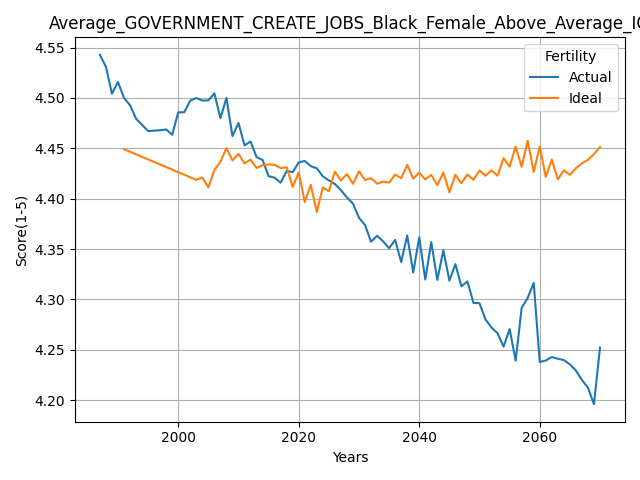 Average_GOVERNMENT_CREATE_JOBS_Black_Female_Above_Average_IQ
Fertility
Actual
Ideal
4.55
4.50
4.45
4.40
4.35
4.30
4.25
4.20
Score(1-5)
2000
2020
2040
2060
Years